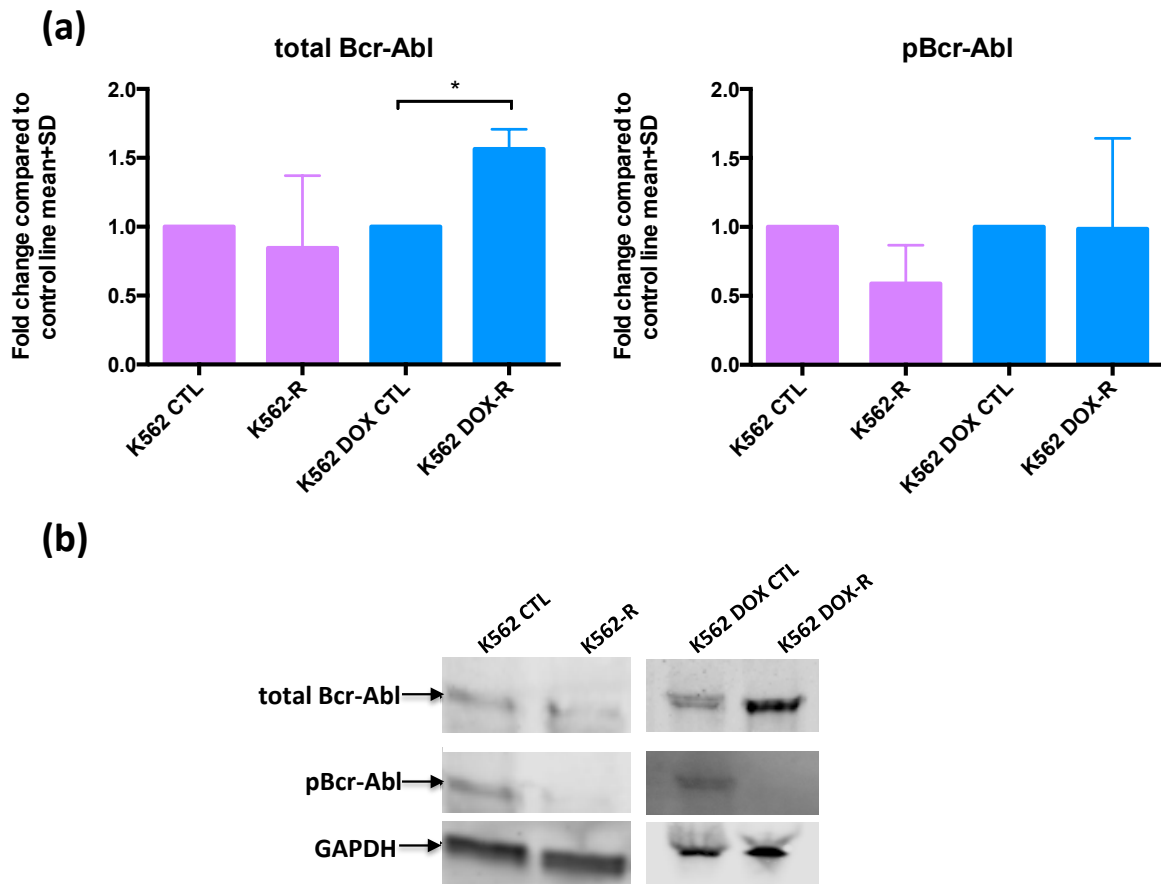 (a)
total Bcr-Abl
Fold change compared to
control line mean+SD
2.0
1.5
1.0
0.5
0.0
*
K562 CTL
K562-R
K562 DOX CTL
K562 DOX-R
pBcr-Abl
Fold change compared to
control line mean+SD
2.0
1.5
1.0
0.5
0.0
K562 CTL
K562-R
K562 DOX CTL
K562 DOX-R
(b)
K562 CTL
K562-R
K562 DOX CTL
K562 DOX-R
total Bcr-Abl
pBcr-Abl
GAPDH